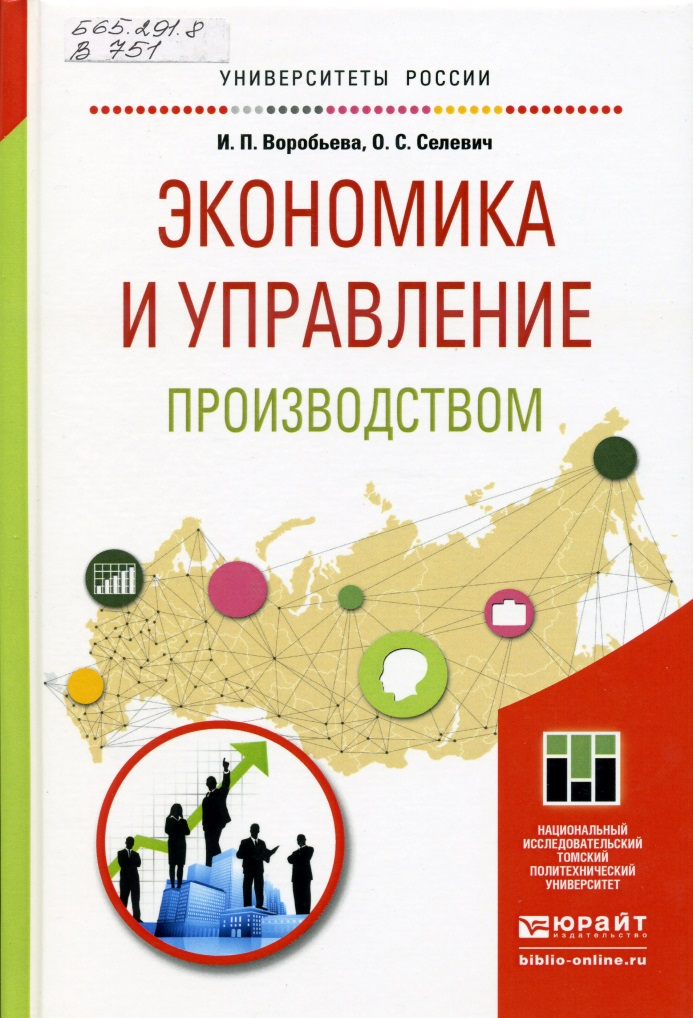 565.291.8
В 751
УНИВЕРСИТЕТЫ РОССИИ
И. П. Воробьева, О. С. Селевич
ЭКОНОМИКА
И УПРАВЛЕНИЕ
ПРОИЗВОДСТВОМ
НАЦИОНАЛЬНЫЙ
ИССЛЕДОВАТЕЛЬСКИЙ
ТОМСКИЙ
ПОЛИТЕХНИЧЕСКИЙ
УНИВЕРСИТЕТ
ЮРАЙТ
издательство
biblio-online.ru